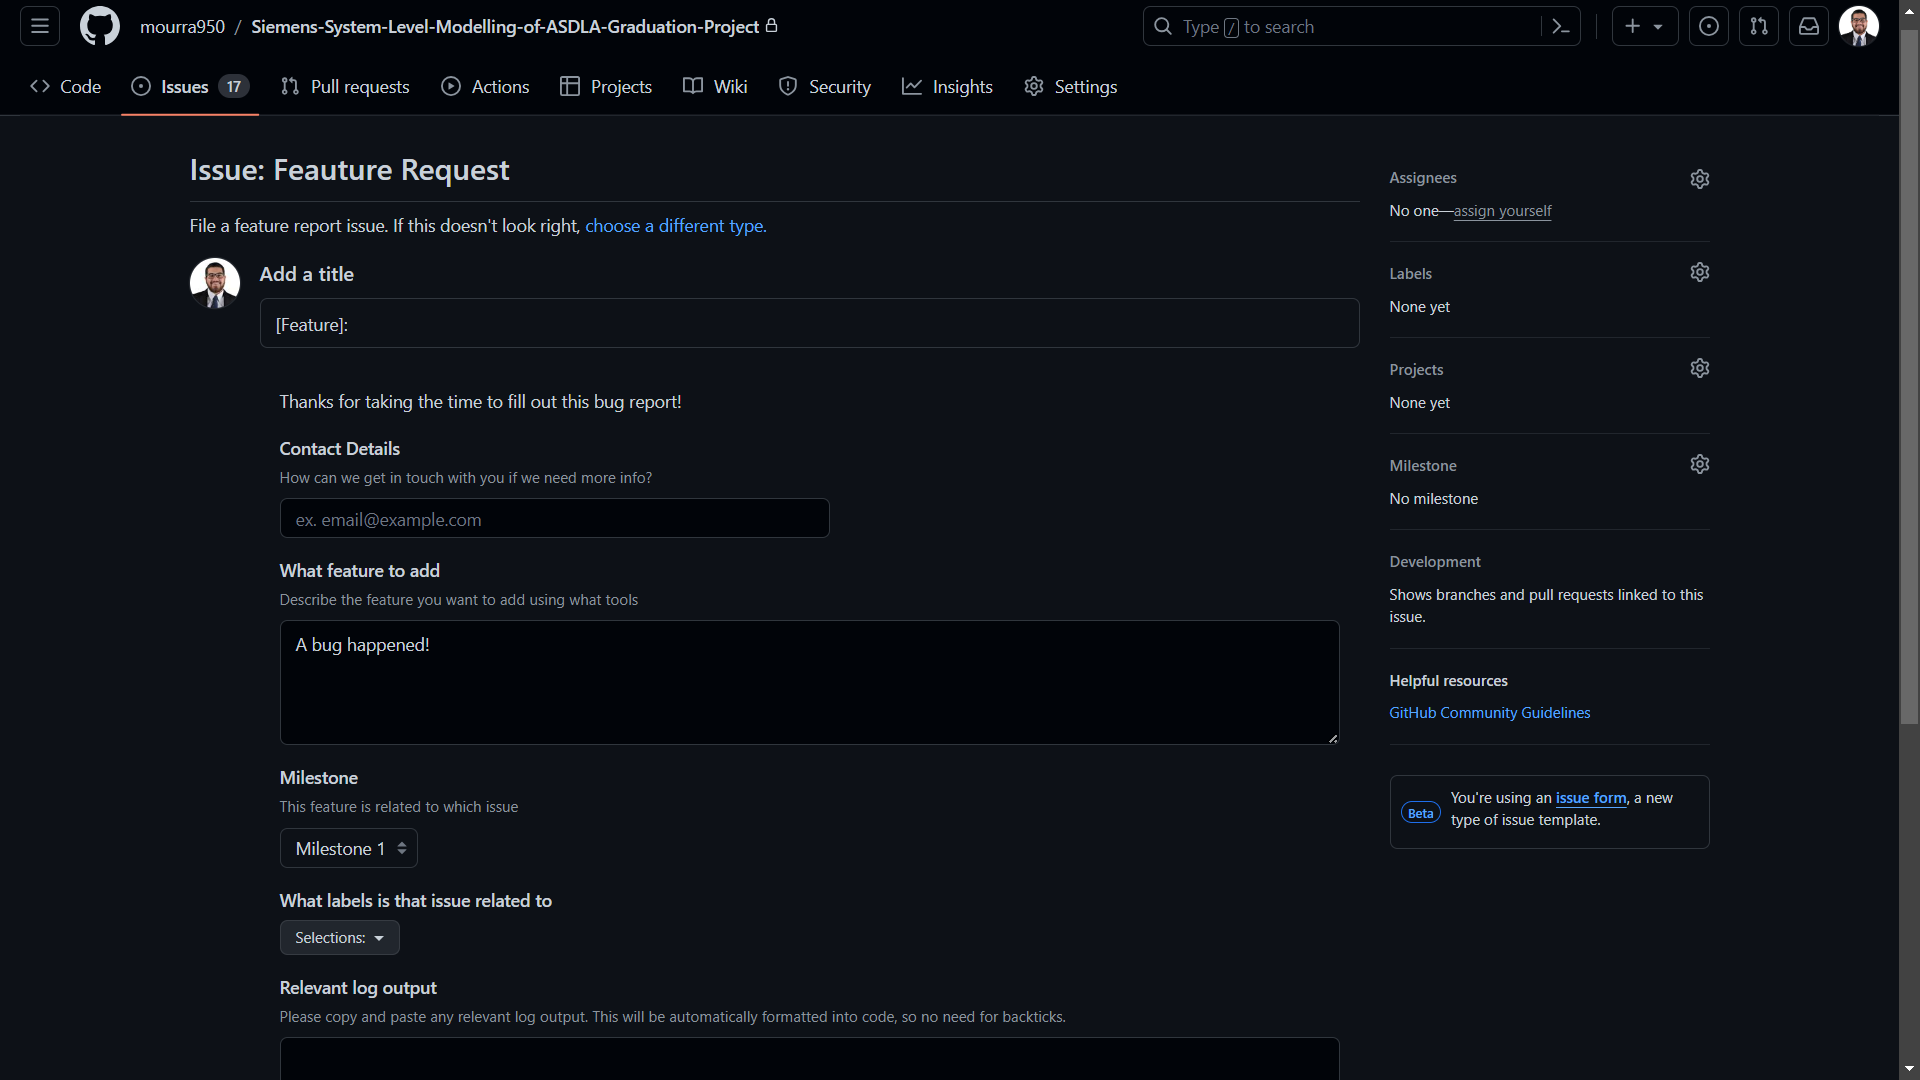 mourra950 / Siemens-System-Level-Modelling-of-ASDLA-Graduation-Project
Type / to search
Code
Issues 17
Pull requests
Actions
Projects
Wiki
Security
Insights
Settings
Issue: Feauture Request
File a feature report issue. If this doesn't look right, choose a different type.
Add a title
[Feature]:
Thanks for taking the time to fill out this bug report!
Contact Details
How can we get in touch with you if we need more info?
ex. email@example.com
What feature to add
Describe the feature you want to add using what tools
A bug happened!
Milestone
This feature is related to which issue
Milestone 1
What labels is that issue related to
Selections:
Relevant log output
Please copy and paste any relevant log output. This will be automatically formatted into code, so no need for backticks.
Assignees
No one—assign yourself
Labels
None yet
Projects
None yet
Milestone
No milestone
Development
Shows branches and pull requests linked to this
issue.
Helpful resources
GitHub Community Guidelines
Beta
You're using an issue form, a new
type of issue template.